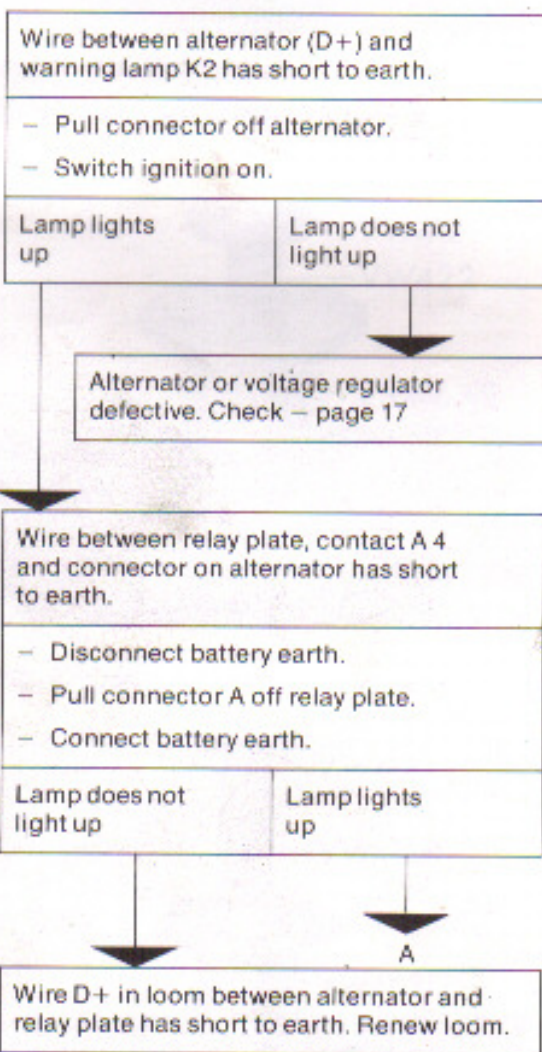 Wire between alternator (D+) and
warning lamp K2 has short to earth.
– Pull connector off alternator.
– Switch ignition on.
Lamp lights
up
Lamp does not
light up
Alternator or voltage regulator
defective. Check – page 17
Wire between relay plate, contact A 4
and connector on alternator has short
to earth.
– Disconnect battery earth.
– Pull connector A off relay plate.
– Connect battery earth.
Lamp does not
light up
Lamp lights
up
A
Wire D+ in loom between alternator and
relay plate has short to earth. Renew loom.